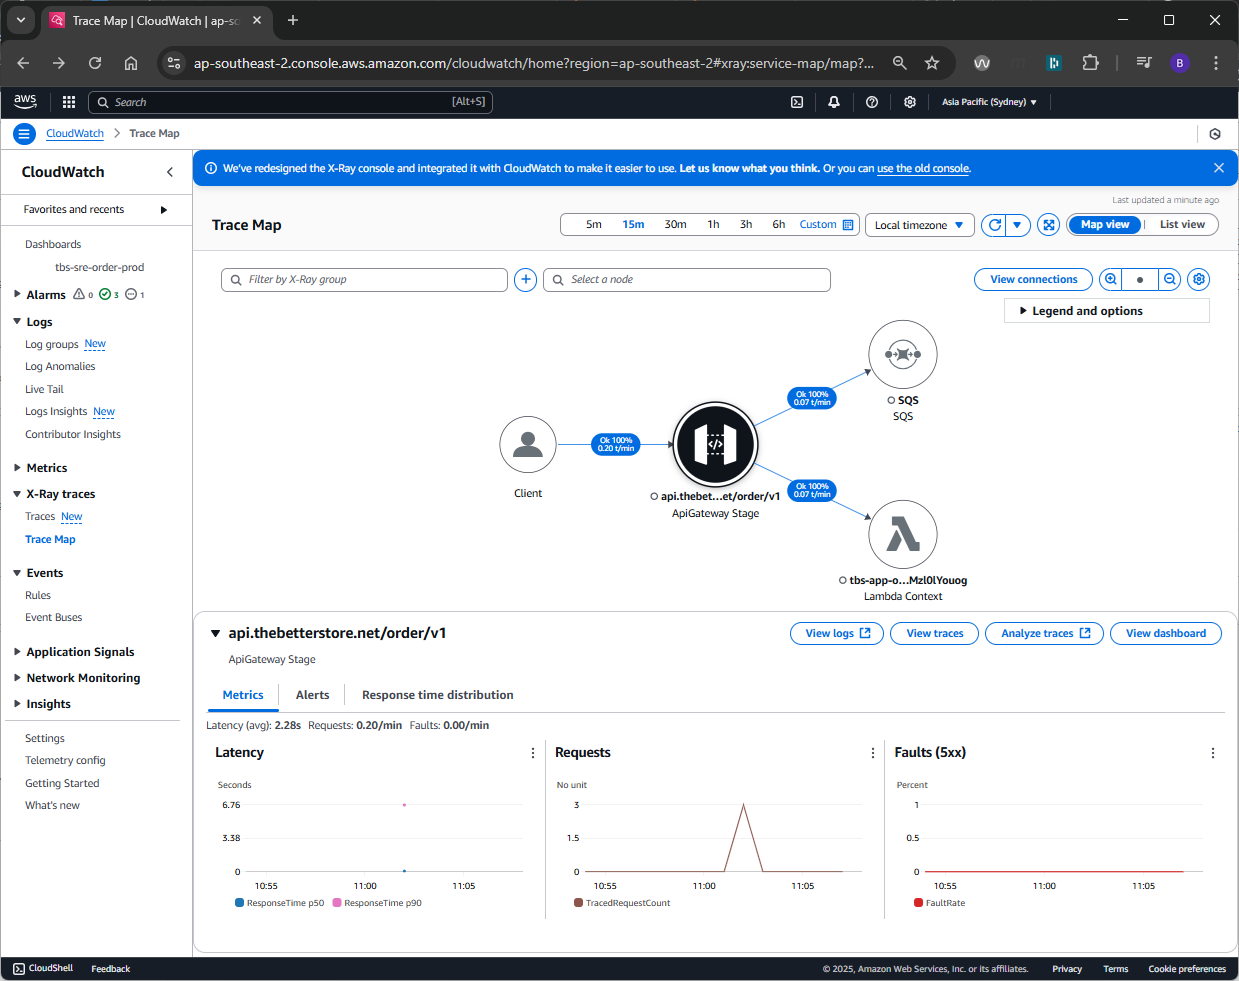 Trace Map | CloudWatch | ap-so
ap-southeast-2.console.aws.amazon.com/cloudwatch/home?region=ap-southeast-2#xray:service-map/map?...
B
aws
Search
[Alt+S]
Asia Pacific (Sydney)
CloudWatch
Trace Map
CloudWatch
Favorites and recents
Dashboards
tbs-sre-order-prod
Alarms 0 3 1
Logs
Log groups New
Log Anomalies
Live Tail
Logs Insights New
Contributor Insights
Metrics
X-Ray traces
Traces New
Trace Map
Events
Rules
Event Buses
Application Signals
Network Monitoring
Insights
Settings
Telemetry config
Getting Started
What's new
We've redesigned the X-Ray console and integrated it with CloudWatch to make it easier to use. Let us know what you think. Or you can use the old console.
Last updated a minute ago
Trace Map
5m 15m 30m 1h 3h 6h Custom
Local timezone
Map view
List view
Filter by X-Ray group
Select a node
View connections
Legend and options
Client
Ok 100%
0.20 t/min
api.thebet...et/order/v1
ApiGateway Stage
Ok 100%
0.07 t/min
SQS
SQS
Ok 100%
0.07 t/min
tbs-app-o...Mzl0lYouog
Lambda Context
api.thebetterstore.net/order/v1
ApiGateway Stage
View logs
View traces
Analyze traces
View dashboard
Metrics
Alerts
Response time distribution
Latency (avg): 2.28s Requests: 0.20/min Faults: 0.00/min
Latency
Seconds
6.76
3.38
0
10:55 11:00 11:05
ResponseTime p50 ResponseTime p90
Requests
No unit
3
1.5
0
10:55 11:00 11:05
TracedRequestCount
Faults (5xx)
Percent
1
0.5
0
10:55 11:00 11:05
FaultRate
CloudShell
Feedback
© 2025, Amazon Web Services, Inc. or its affiliates.
Privacy
Terms
Cookie preferences